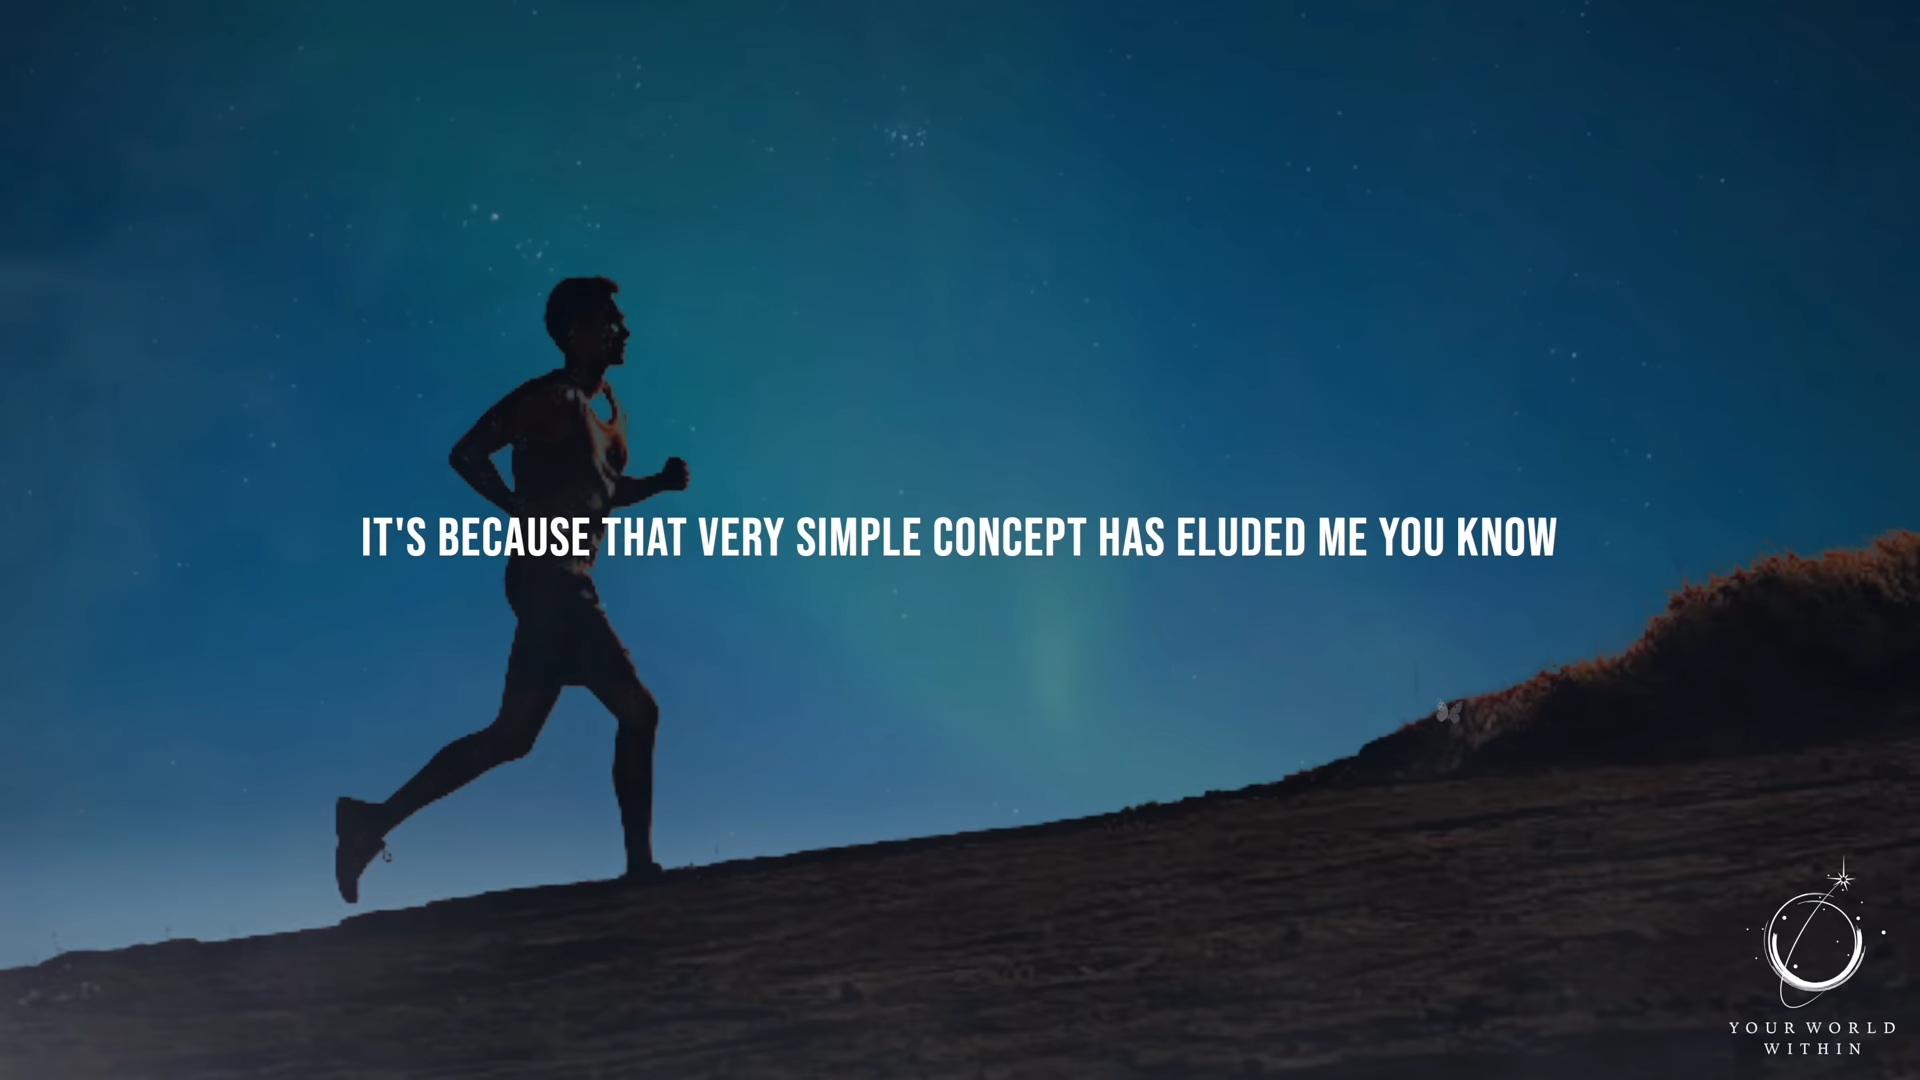 IT'S BECAUSE THAT VERY SIMPLE CONCEPT HAS ELUDED ME YOU KNOW
YOUR WORLD
WITHIN